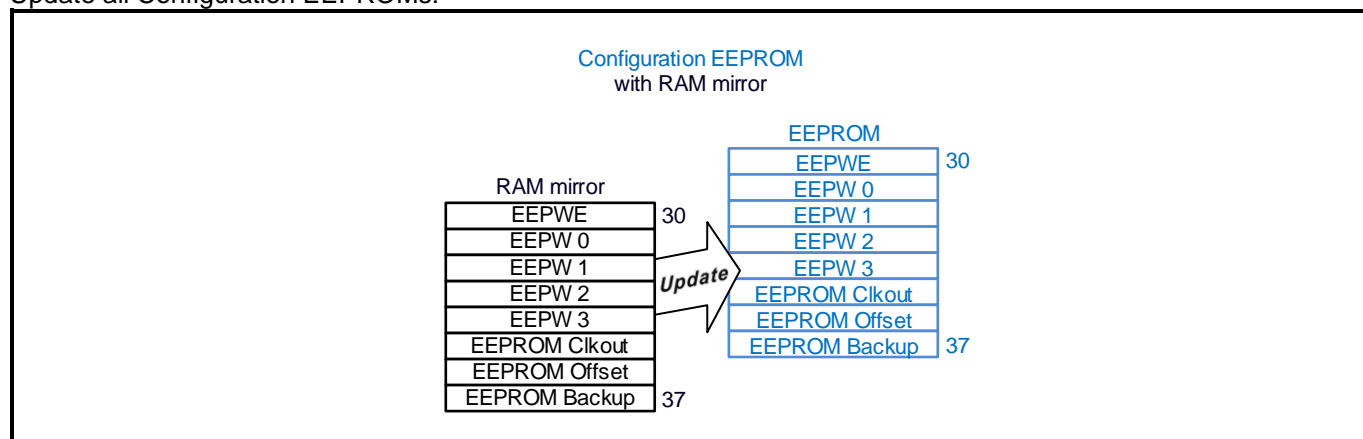 Update all Configuration EEPROMs:
Configuration EEPROM
with RAM mirror
EEPROM
EEPWE 30
EEPW 0
EEPW 1
EEPW 2
EEPW 3
EEPROM Clkout
EEPROM Offset
EEPROM Backup 37
RAM mirror
EEPWE 30
EEPW 0
EEPW 1
EEPW 2
EEPW 3
EEPROM Clkout
EEPROM Offset
EEPROM Backup 37
Update